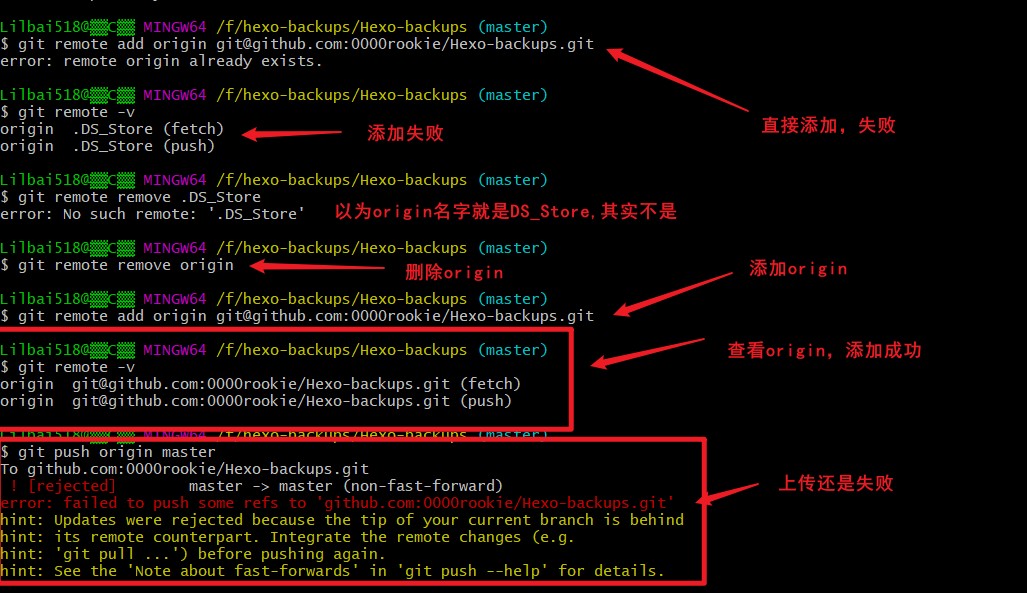 Lilbai518@▒▒C▒▒ MINGW64 /f/hexo-backups/Hexo-backups (master)
$ git remote add origin git@github.com:0000rookie/Hexo-backups.git
error: remote origin already exists.
直接添加，失败
Lilbai518@▒▒C▒▒ MINGW64 /f/hexo-backups/Hexo-backups (master)
$ git remote -v
origin  .DS_Store (fetch)
origin  .DS_Store (push)
添加失败
Lilbai518@▒▒C▒▒ MINGW64 /f/hexo-backups/Hexo-backups (master)
$ git remote remove .DS_Store
error: No such remote: '.DS_Store'
以为origin名字就是DS_Store,其实不是
Lilbai518@▒▒C▒▒ MINGW64 /f/hexo-backups/Hexo-backups (master)
$ git remote remove origin
删除origin
Lilbai518@▒▒C▒▒ MINGW64 /f/hexo-backups/Hexo-backups (master)
$ git remote add origin git@github.com:0000rookie/Hexo-backups.git
添加origin
Lilbai518@▒▒C▒▒ MINGW64 /f/hexo-backups/Hexo-backups (master)
$ git remote -v
origin  git@github.com:0000rookie/Hexo-backups.git (fetch)
origin  git@github.com:0000rookie/Hexo-backups.git (push)
查看origin，添加成功
Lilbai518@▒▒C▒▒ MINGW64 /f/hexo-backups/Hexo-backups (master)
$ git push origin master
To github.com:0000rookie/Hexo-backups.git
 ! [rejected]        master -> master (non-fast-forward)
error: failed to push some refs to 'github.com:0000rookie/Hexo-backups.git'
hint: Updates were rejected because the tip of your current branch is behind
hint: its remote counterpart. Integrate the remote changes (e.g.
hint: 'git pull ...') before pushing again.
hint: See the 'Note about fast-forwards' in 'git push --help' for details.
上传还是失败